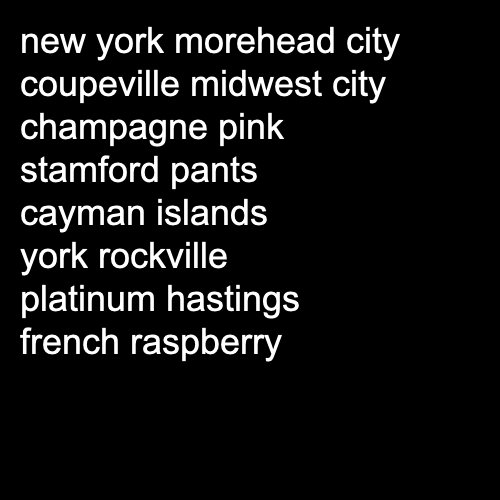 new york morehead city
coupeville midwest city
champagne pink
stamford pants
cayman islands
york rockville
platinum hastings
french raspberry